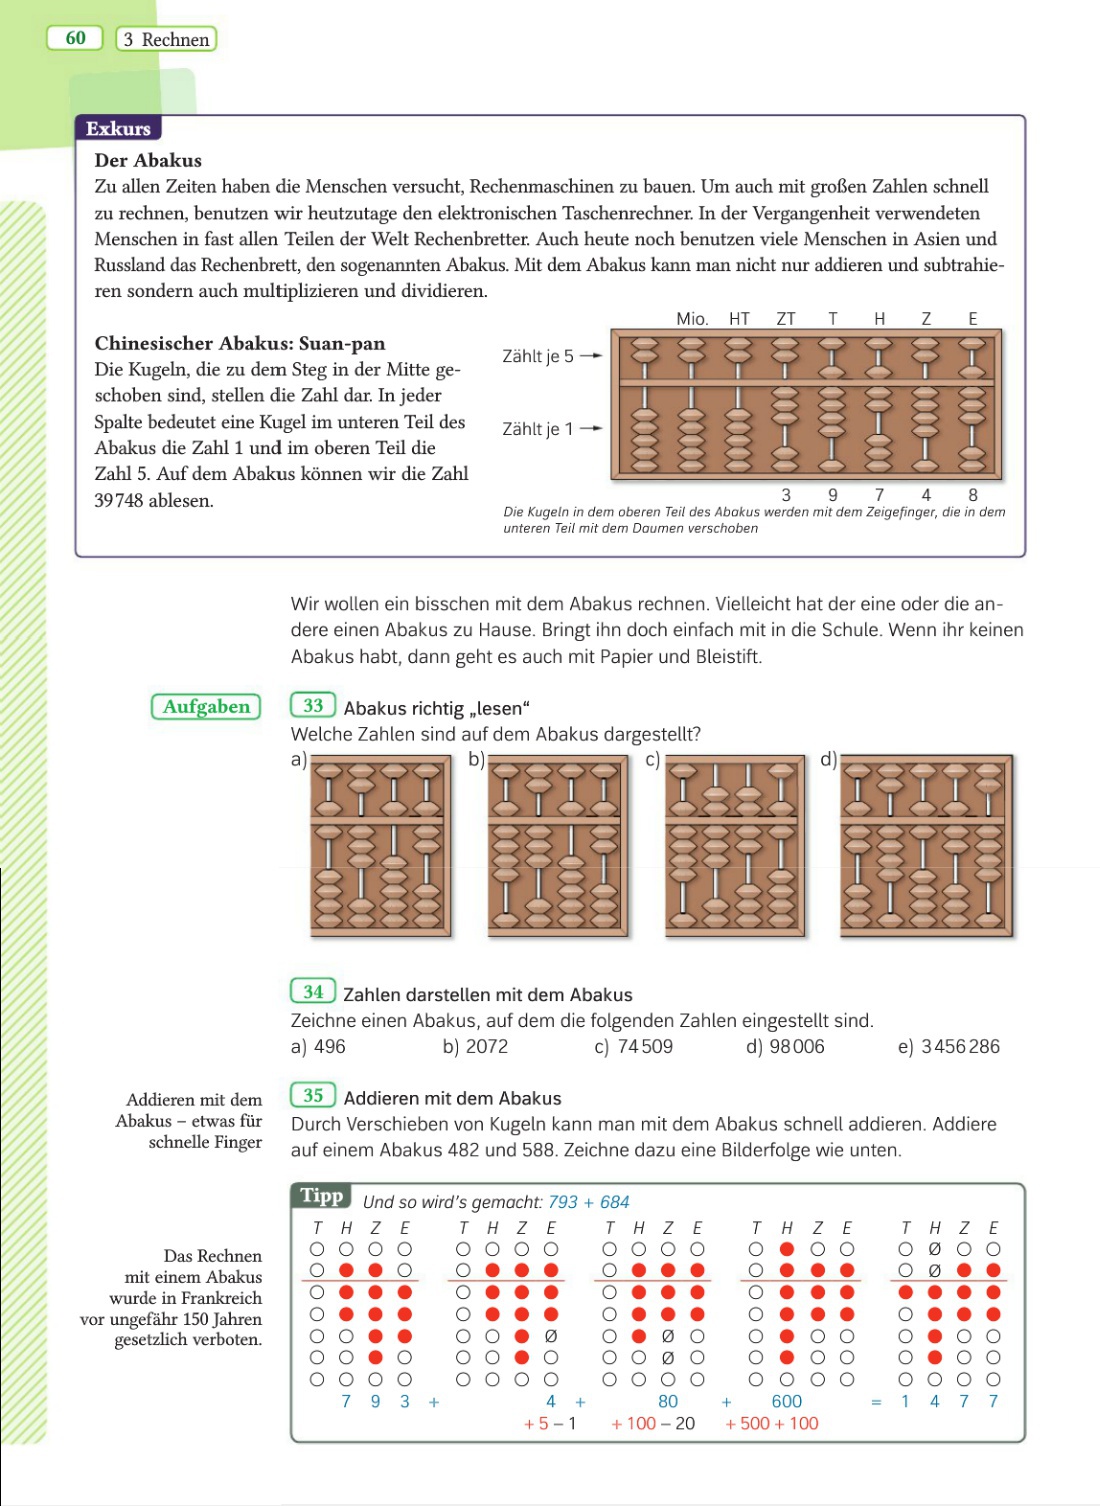 60
3 Rechnen
Exkurs
Der Abakus
Zu allen Zeiten haben die Menschen versucht, Rechenmaschinen zu bauen. Um auch mit großen Zahlen schnell
zu rechnen, benutzen wir heutzutage den elektronischen Taschenrechner. In der Vergangenheit verwendeten
Menschen in fast allen Teilen der Welt Rechenbretter. Auch heute noch benutzen viele Menschen in Asien und
Russland das Rechenbrett, den sogenannten Abakus. Mit dem Abakus kann man nicht nur addieren und subtrahie-
ren sondern auch multiplizieren und dividieren.
Chinesischer Abakus: Suan-pan
Die Kugeln, die zu dem Steg in der Mitte ge-
schoben sind, stellen die Zahl dar. In jeder
Spalte bedeutet eine Kugel im unteren Teil des
Abakus die Zahl 1 und im oberen Teil die
Zahl 5. Auf dem Abakus können wir die Zahl
39 748 ablesen.
Mio. HT ZT T H Z E
Zählt je 5
Zählt je 1
3 9 7 4 8
Die Kugeln in dem oberen Teil des Abakus werden mit dem Zeigefinger, die in dem
unteren Teil mit dem Daumen verschoben
Wir wollen ein bisschen mit dem Abakus rechnen. Vielleicht hat der eine oder die an-
dere einen Abakus zu Hause. Bringt ihn doch einfach mit in die Schule. Wenn ihr keinen
Abakus habt, dann geht es auch mit Papier und Bleistift.
Aufgaben
33 Abakus richtig „lesen“
Welche Zahlen sind auf dem Abakus dargestellt?
a) b) c) d)
34 Zahlen darstellen mit dem Abakus
Zeichne einen Abakus, auf dem die folgenden Zahlen eingestellt sind.
a) 496 b) 2072 c) 74 509 d) 98 006 e) 3 456 286
Addieren mit dem
Abakus – etwas für
schnelle Finger
35 Addieren mit dem Abakus
Durch Verschieben von Kugeln kann man mit dem Abakus schnell addieren. Addiere
auf einem Abakus 482 und 588. Zeichne dazu eine Bilderfolge wie unten.
Das Rechnen
mit einem Abakus
wurde in Frankreich
vor ungefähr 150 Jahren
gesetzlich verboten.
Tipp
Und so wird's gemacht: 793 + 684
T H Z E T H Z E T H Z E T H Z E T H Z E
7 9 3 + 4 + 80 + 600 = 1 4 7 7
+ 5 – 1 + 100 – 20 + 500 + 100